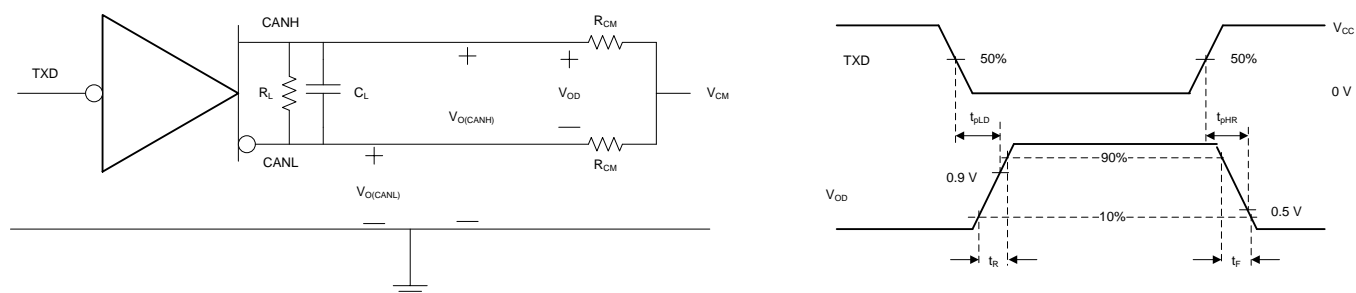 CANH
TXD
R_L
C_L
V_O(CANH)
V_OD
R_CM
V_CM
R_CM
CANL
V_O(CANL)
V_CC
TXD
50%
50%
0 V
t_pLD
t_pHR
90%
0.9 V
V_OD
10%
0.5 V
t_R
t_F